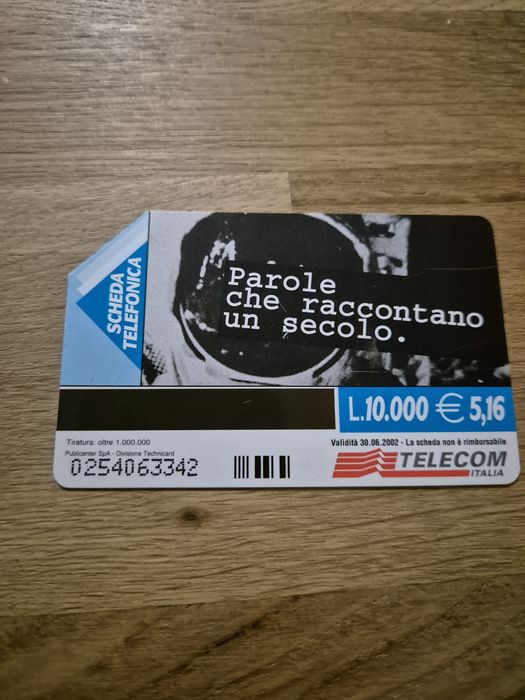 SCHEDA
TELEFONICA
Parole
che raccontano
un secolo.
L.10.000 € 5,16
Tiratura: oltre 1.000.000
Publicenter SpA - Divisione Technicard
0254063342
Validità 30.06.2002 - La scheda non è rimborsabile
TELECOM
ITALIA